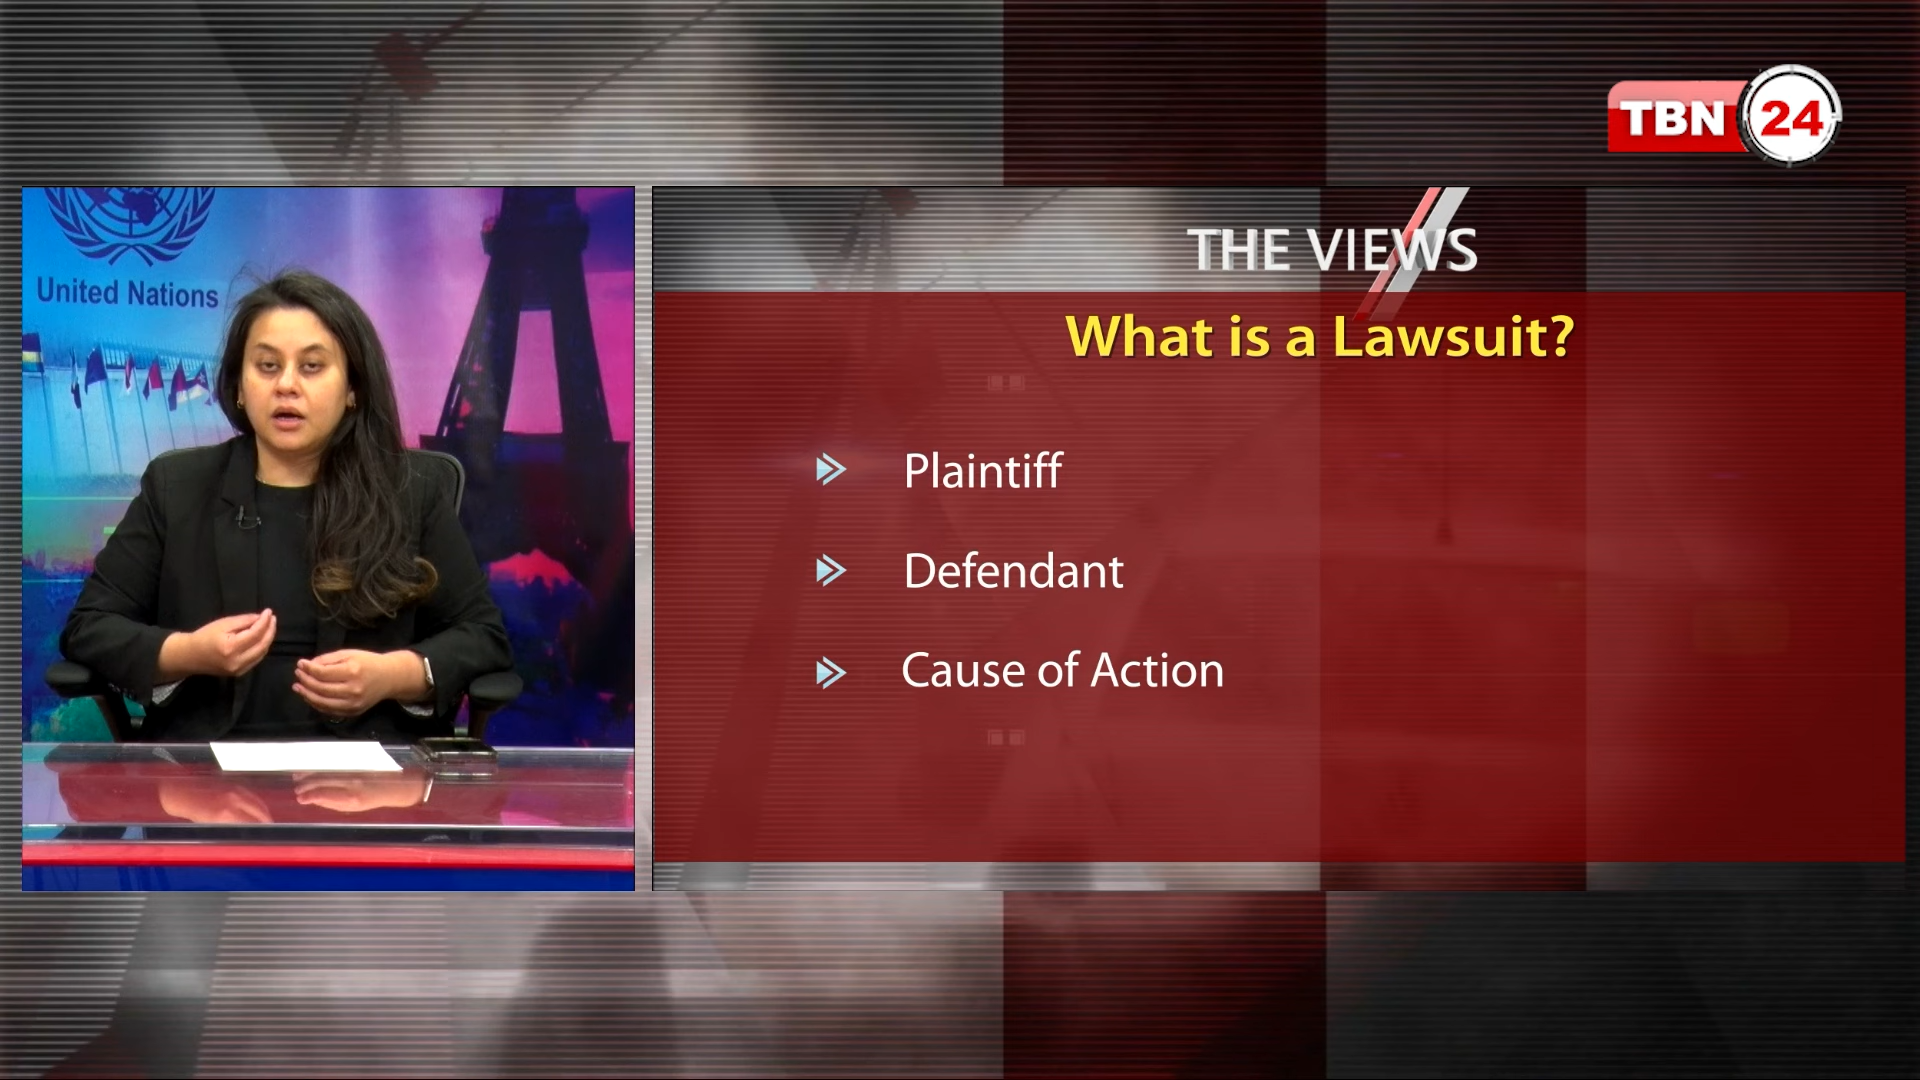 TBN 24
United Nations
THE VIEWS
What is a Lawsuit?
Plaintiff
Defendant
Cause of Action